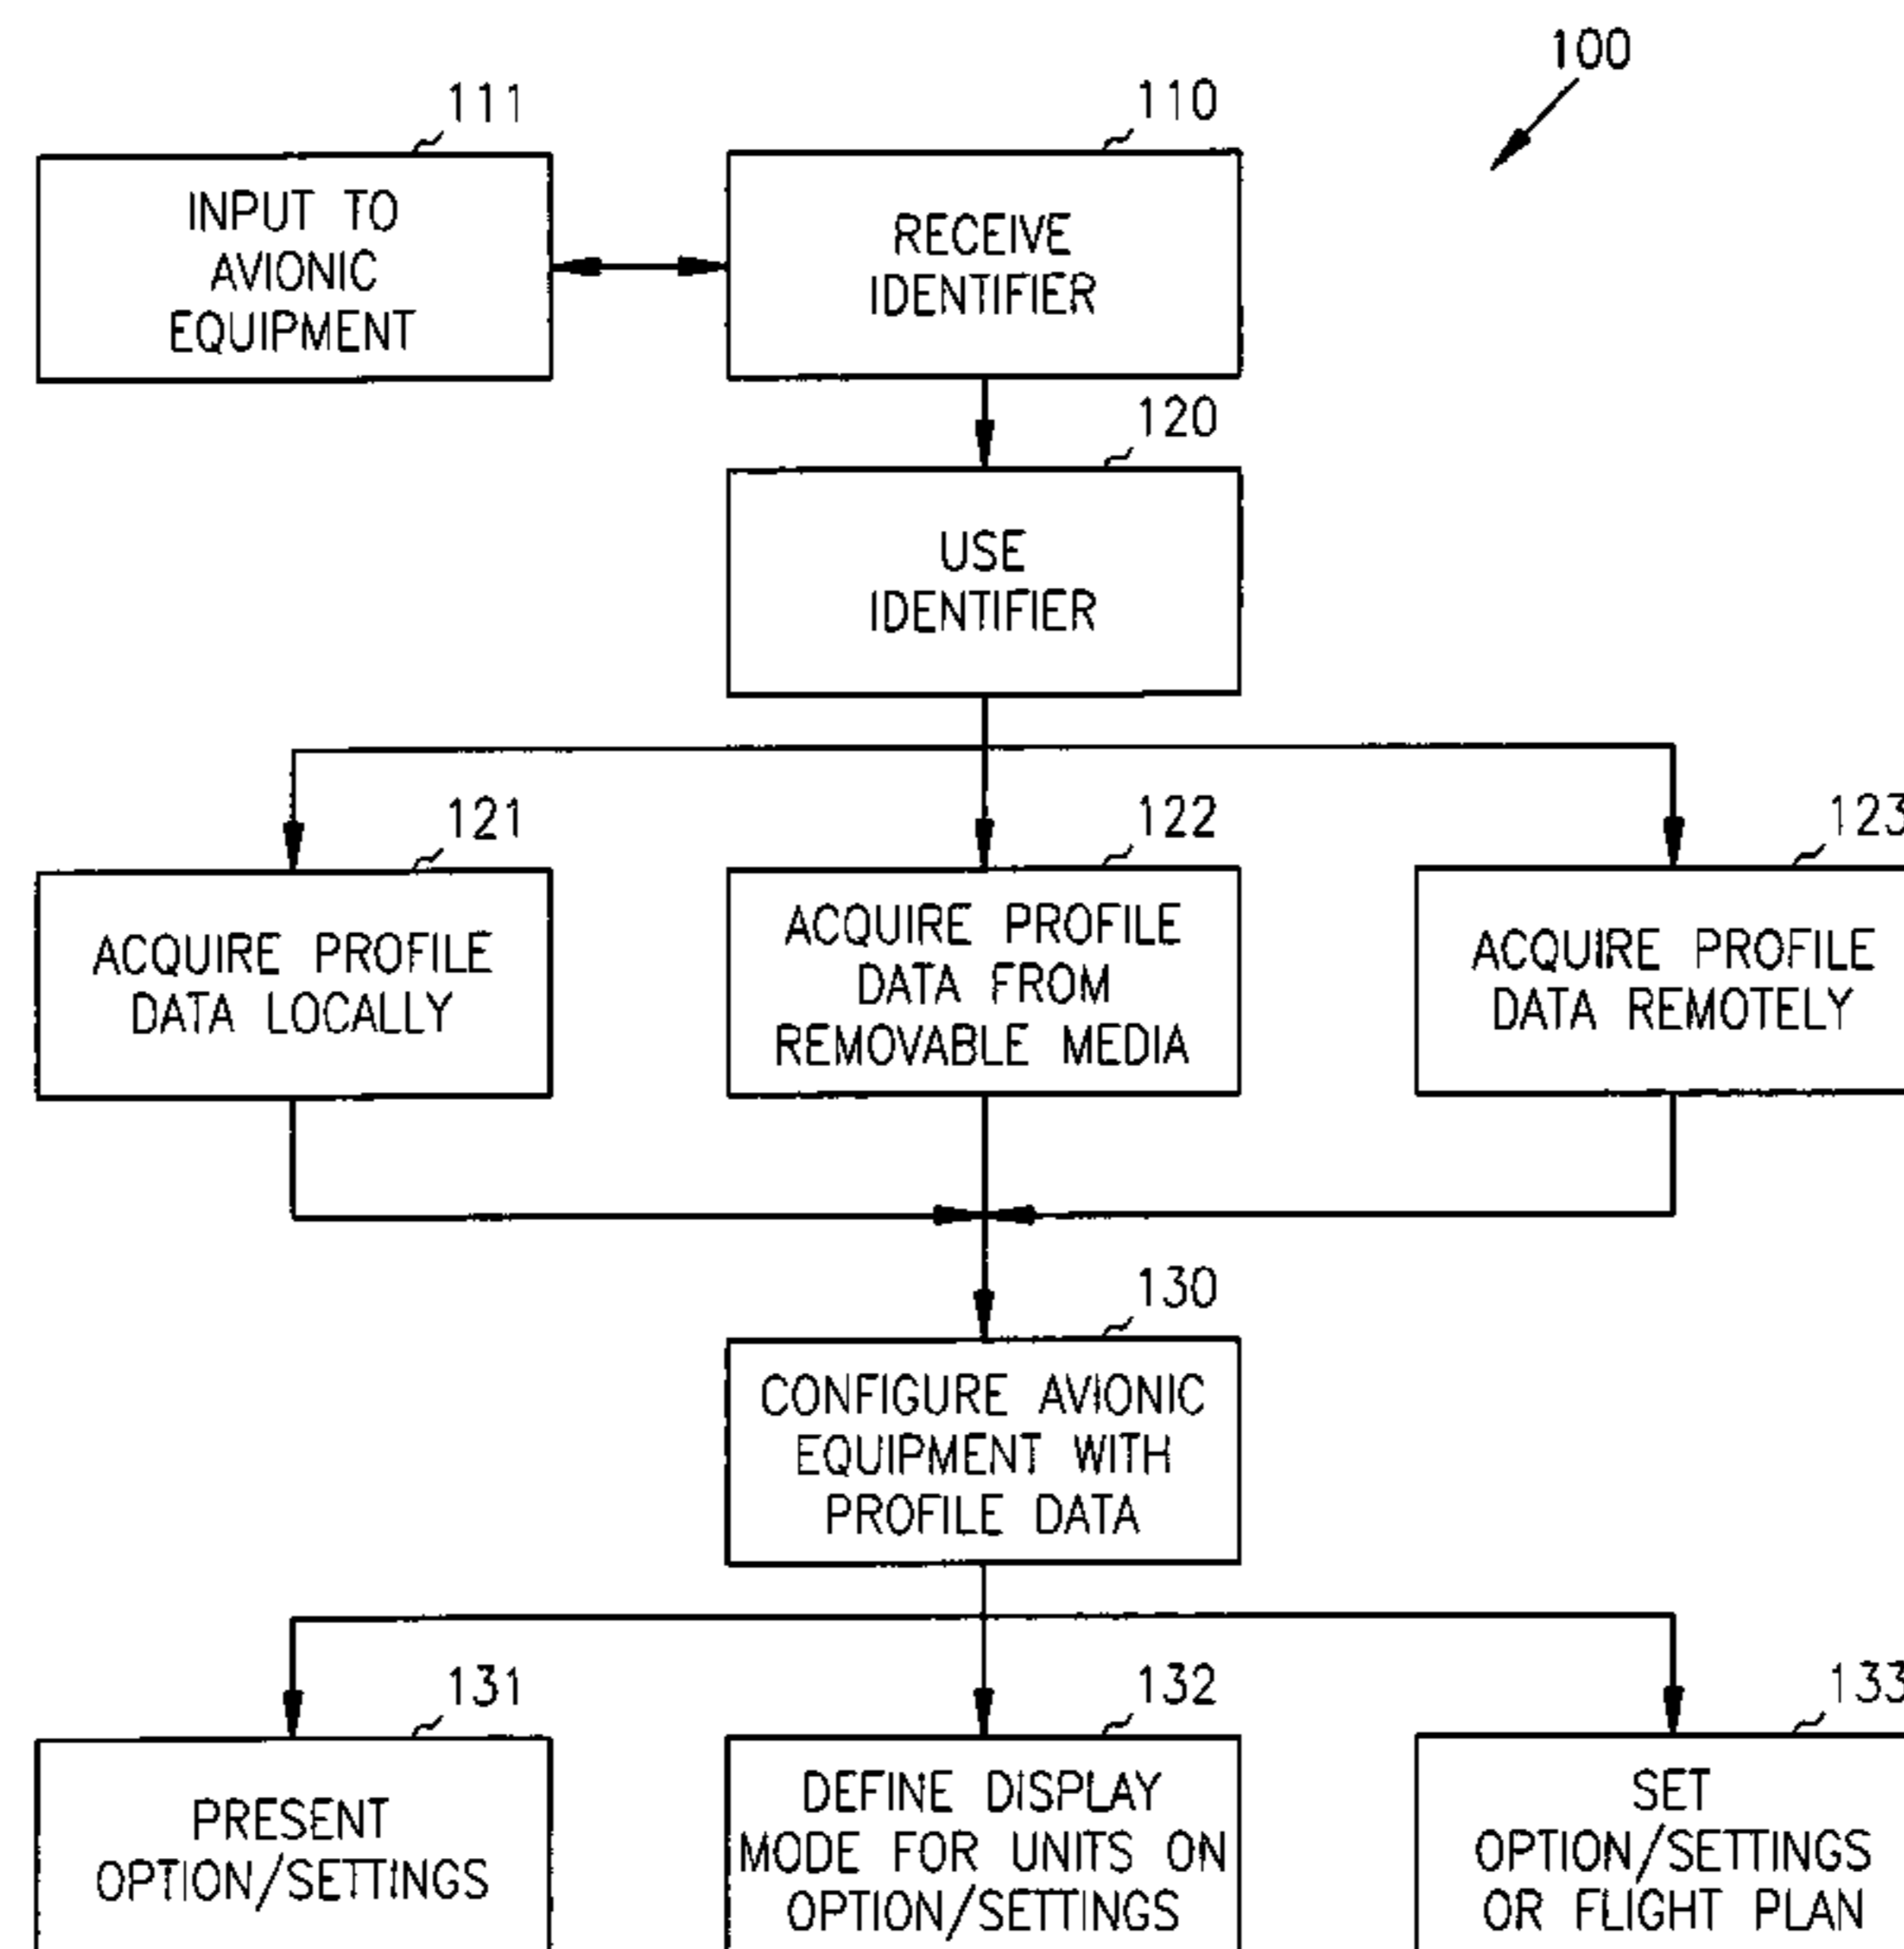 100
111
110
INPUT TO
AVIONIC
EQUIPMENT
RECEIVE
IDENTIFIER
120
USE
IDENTIFIER
121
122
123
ACQUIRE PROFILE
DATA LOCALLY
ACQUIRE PROFILE
DATA FROM
REMOVABLE MEDIA
ACQUIRE PROFILE
DATA REMOTELY
130
CONFIGURE AVIONIC
EQUIPMENT WITH
PROFILE DATA
131
132
133
PRESENT
OPTION/SETTINGS
DEFINE DISPLAY
MODE FOR UNITS ON
OPTION/SETTINGS
SET
OPTION/SETTINGS
OR FLIGHT PLAN